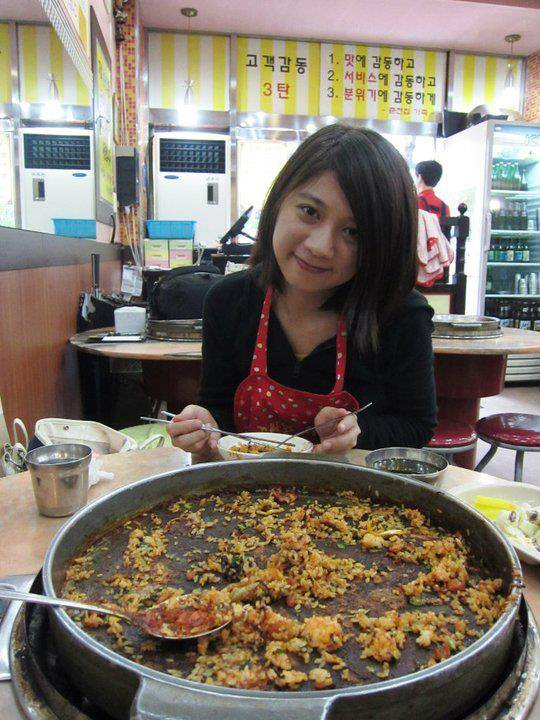 고객감동
3탄
1. 맛에 감동하고
2. 서비스에 감동하고
3. 분위기에 감동하게